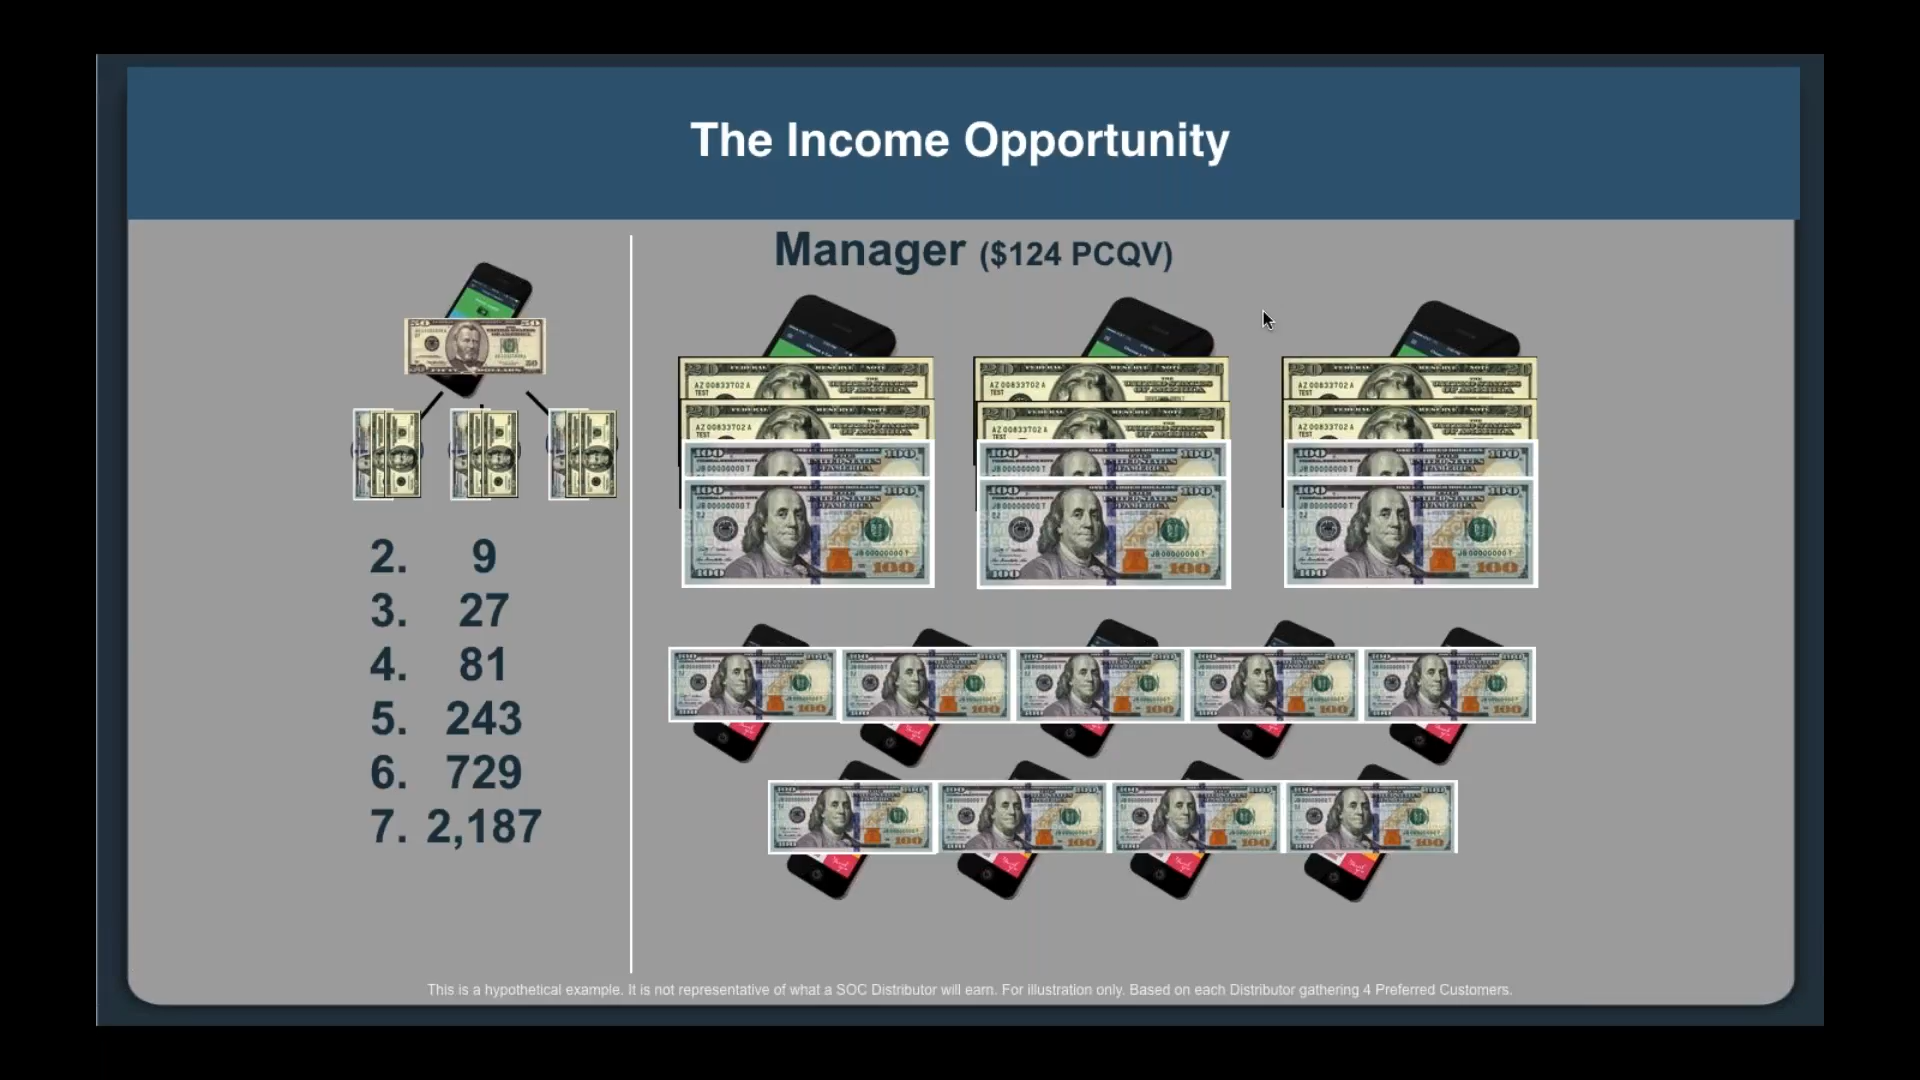 The Income Opportunity
Manager ($124 PCQV)
2. 9
3. 27
4. 81
5. 243
6. 729
7. 2,187
This is a hypothetical example. It is not representative of what a SOC Distributor will earn. For illustration only. Based on each Distributor gathering 4 Preferred Customers.